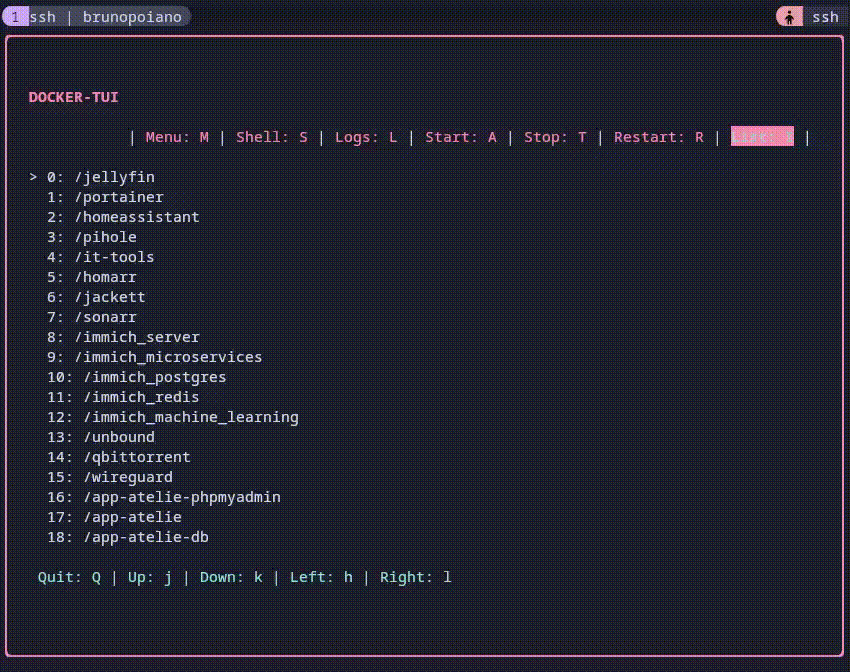 1 ssh | brunopoiano
ssh
DOCKER-TUI
| Menu: M | Shell: S | Logs: L | Start: A | Stop: T | Restart: R | |
> 0: /jellyfin
1: /portainer
2: /homeassistant
3: /pihole
4: /it-tools
5: /homarr
6: /jackett
7: /sonarr
8: /immich_server
9: /immich_microservices
10: /immich_postgres
11: /immich_redis
12: /immich_machine_learning
13: /unbound
14: /qbittorrent
15: /wireguard
16: /app-atelie-phpmyadmin
17: /app-atelie
18: /app-atelie-db
Quit: Q | Up: j | Down: k | Left: h | Right: l